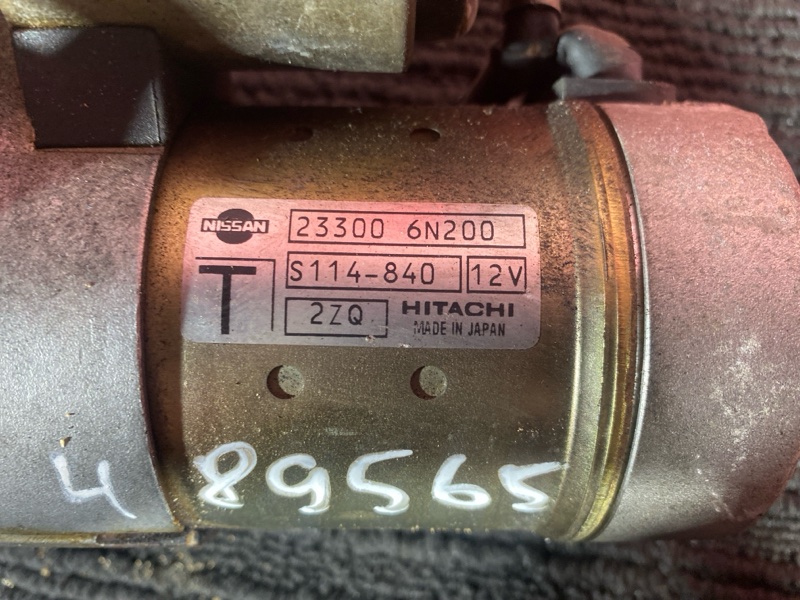 NISSAN 23300 6N200
T S114-840 12V
2ZQ HITACHI
MADE IN JAPAN
4 89565